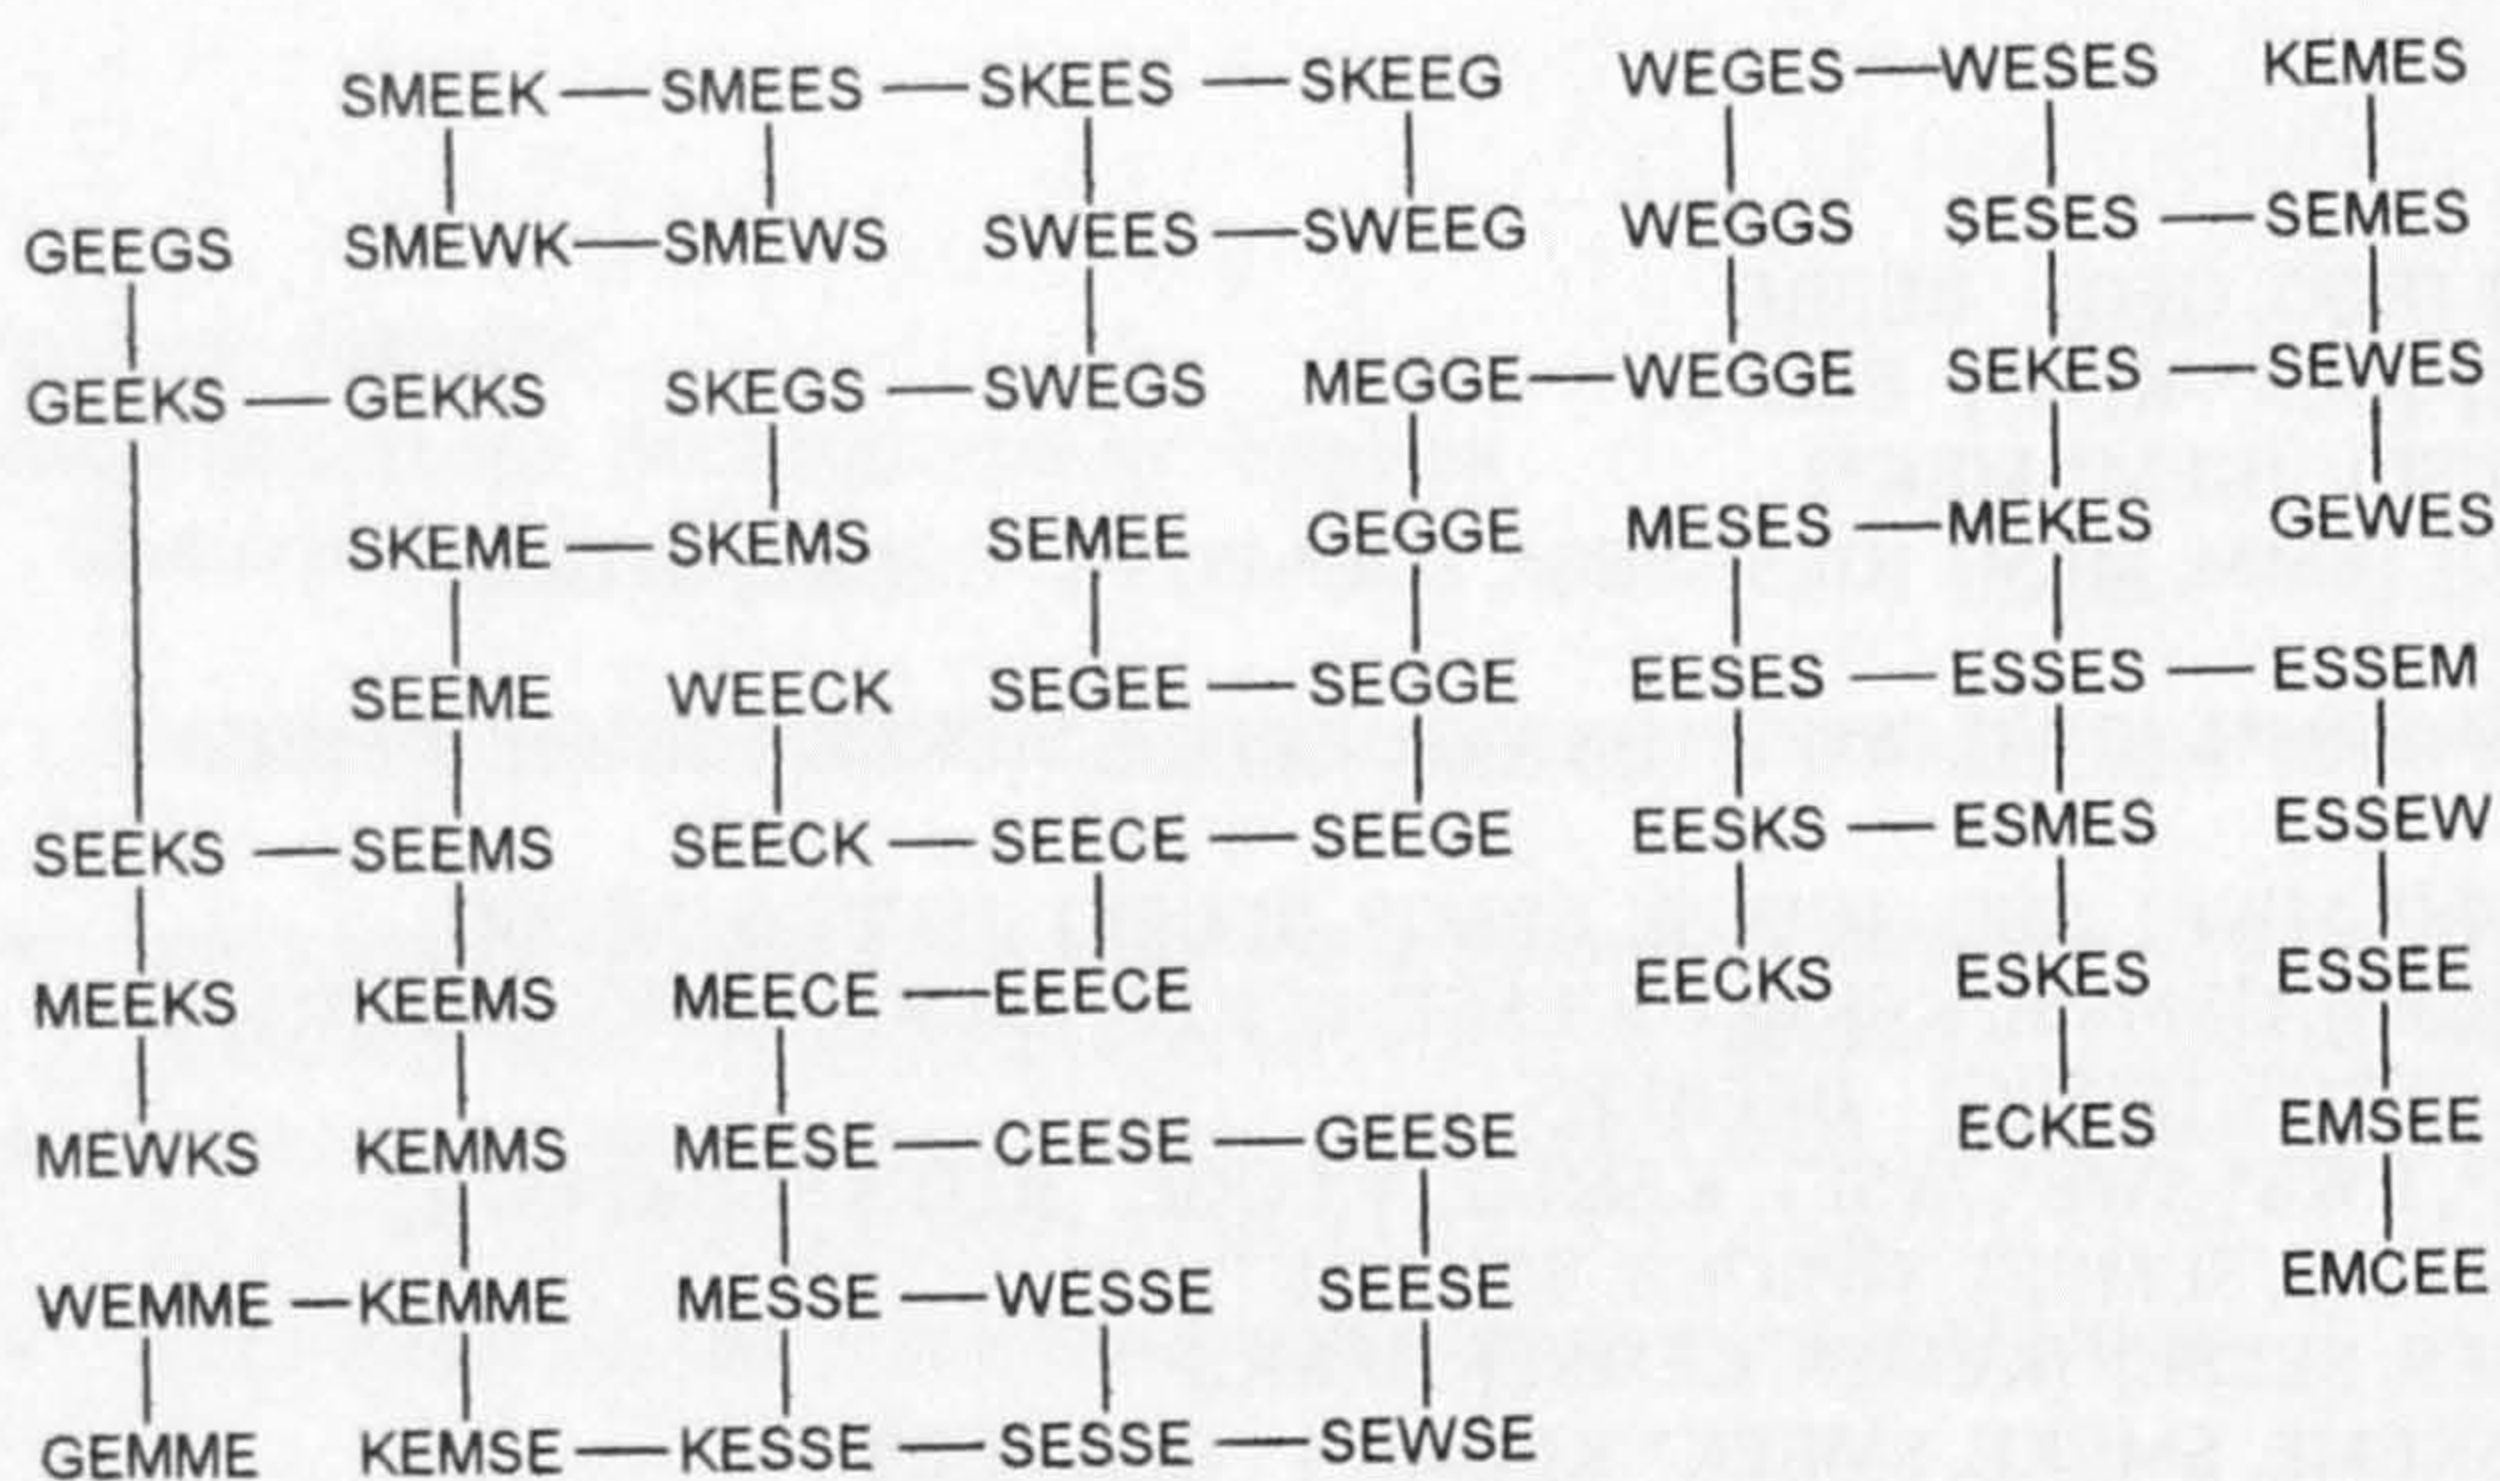 SMEEK — SMEES — SKEES — SKEEG WEGES — WESES KEMES
GEEGS SMEWK — SMEWS SWEES — SWEEG WEGGS SESES — SEMES
GEEKS — GEKKS SKEGS — SWEGS MEGGE — WEGGE SEKES — SEWES
SKEME — SKEMS SEMEE GEGGE MESES — MEKES GEWES
SEEME WEECK SEGEE — SEGGE EESES — ESSES — ESSEM
SEEKS — SEEMS SEECK — SEECE — SEEGE EESKS — ESMES ESSEW
MEEKS KEEMS MEECE — EEECE EECKS ESKES ESSEE
MEWKS KEMMS MEESE — CEESE — GEESE ECKES EMSEE
WEMME — KEMME MESSE — WESSE SEESE EMCEE
GEMME KEMSE — KESSE — SESSE — SEWSE